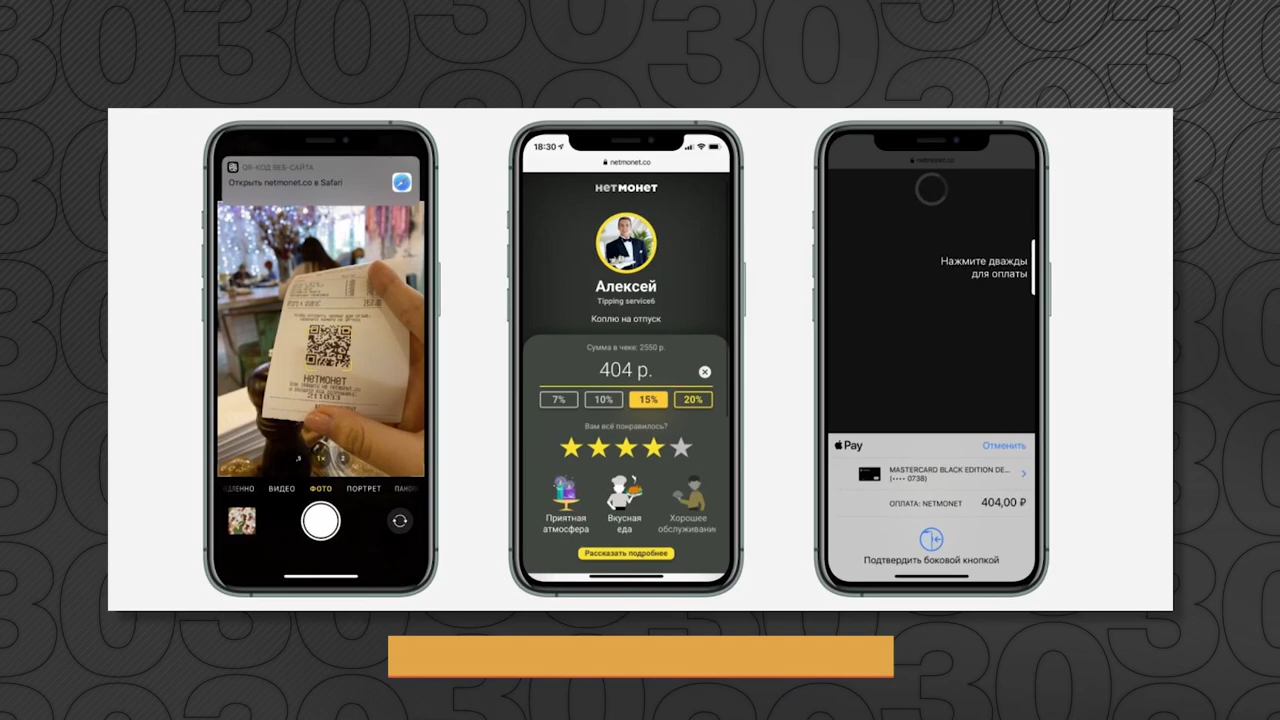 QR-КОД ВЕБ-САЙТА
Открыть netmonet.co в Safari
нетмонет
211033
ВИДЕО
ФОТО
ПОРТРЕТ
18:30
netmonet.co
нетмонет
Алексей
Tipping service6
Коплю на отпуск
Сумма в чеке: 2550 р.
404 р.
7%
10%
15%
20%
Вам всё понравилось?
Приятная
атмосфера
Вкусная
еда
Хорошее
обслуживани
Рассказать подробнее
netmonet.co
Нажмите дважды
для оплаты
Pay
Отменить
MASTERCARD BLACK EDITION DE...
(•••• 0738)
ОПЛАТА: NETMONET
404,00 ₽
Подтвердить боковой кнопкой
30